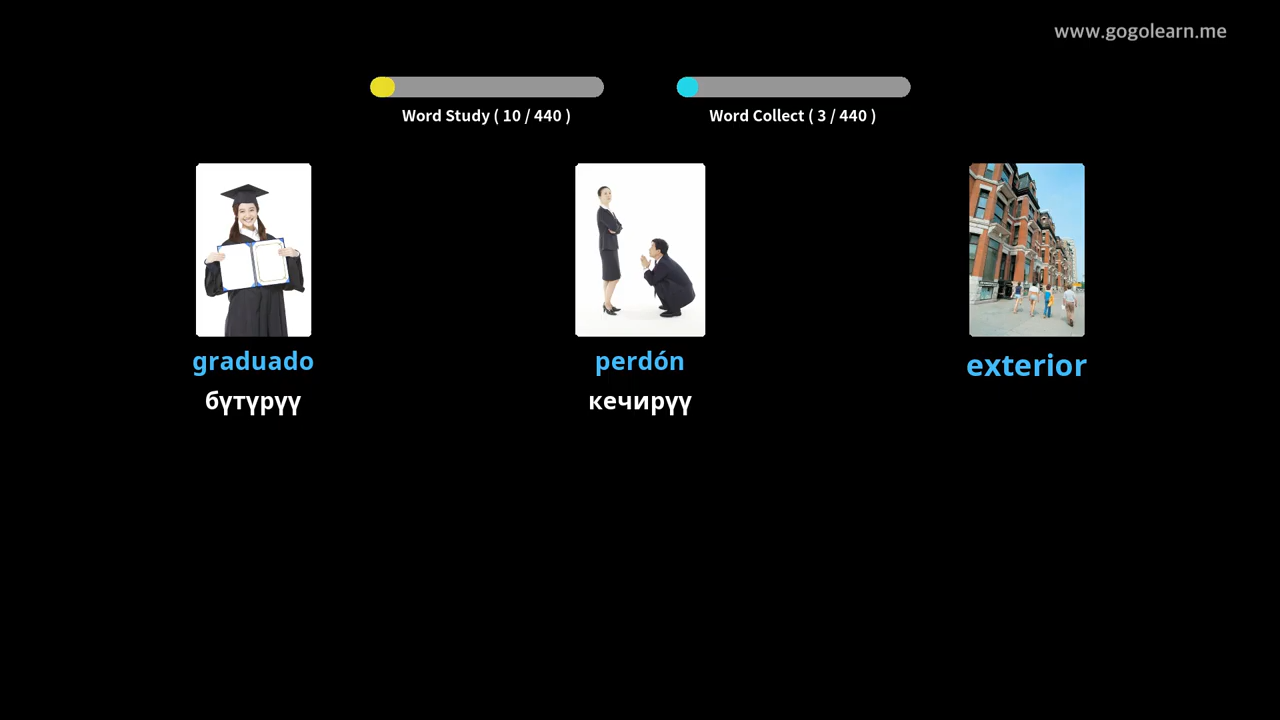 www.gogolearn.me
Word Study ( 10 / 440 )
Word Collect ( 3 / 440 )
graduado
perdón
exterior
бүтүрүү
кечирүү